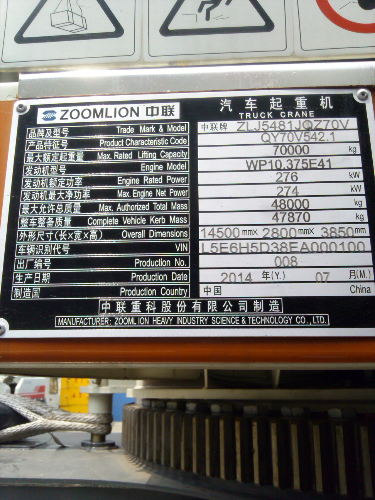 ZOOMLION 中联 汽车起重机
TRUCK CRANE
品牌及型号 Trade Mark & Model 中联牌 ZLJ5481JQZ70V
产品特征号 Product Characteristic Code QY70V542.1
最大额定起重量 Max. Rated Lifting Capacity 70000 kg
发动机型号 Engine Model WP10.375E41
发动机额定功率 Engine Rated Power 276 kW
发动机最大净功率 Max. Engine Net Power 274 kW
最大允许总质量 Max. Authorized Total Mass 48000 kg
整车整备质量 Complete Vehicle Kerb Mass 47870 kg
外形尺寸(长×宽×高) Overall Dimensions 14500 mm× 2800 mm× 3850 mm
车辆识别代号 VIN L5E6H5D38EA000100
出厂编号 Production No. 008
生产日期 Production Date 2014 年(Y.) 07 月(M.)
制造国 Production Country 中国 China
中联重科股份有限公司制造
MANUFACTURER: ZOOMLION HEAVY INDUSTRY SCIENCE & TECHNOLOGY CO., LTD.